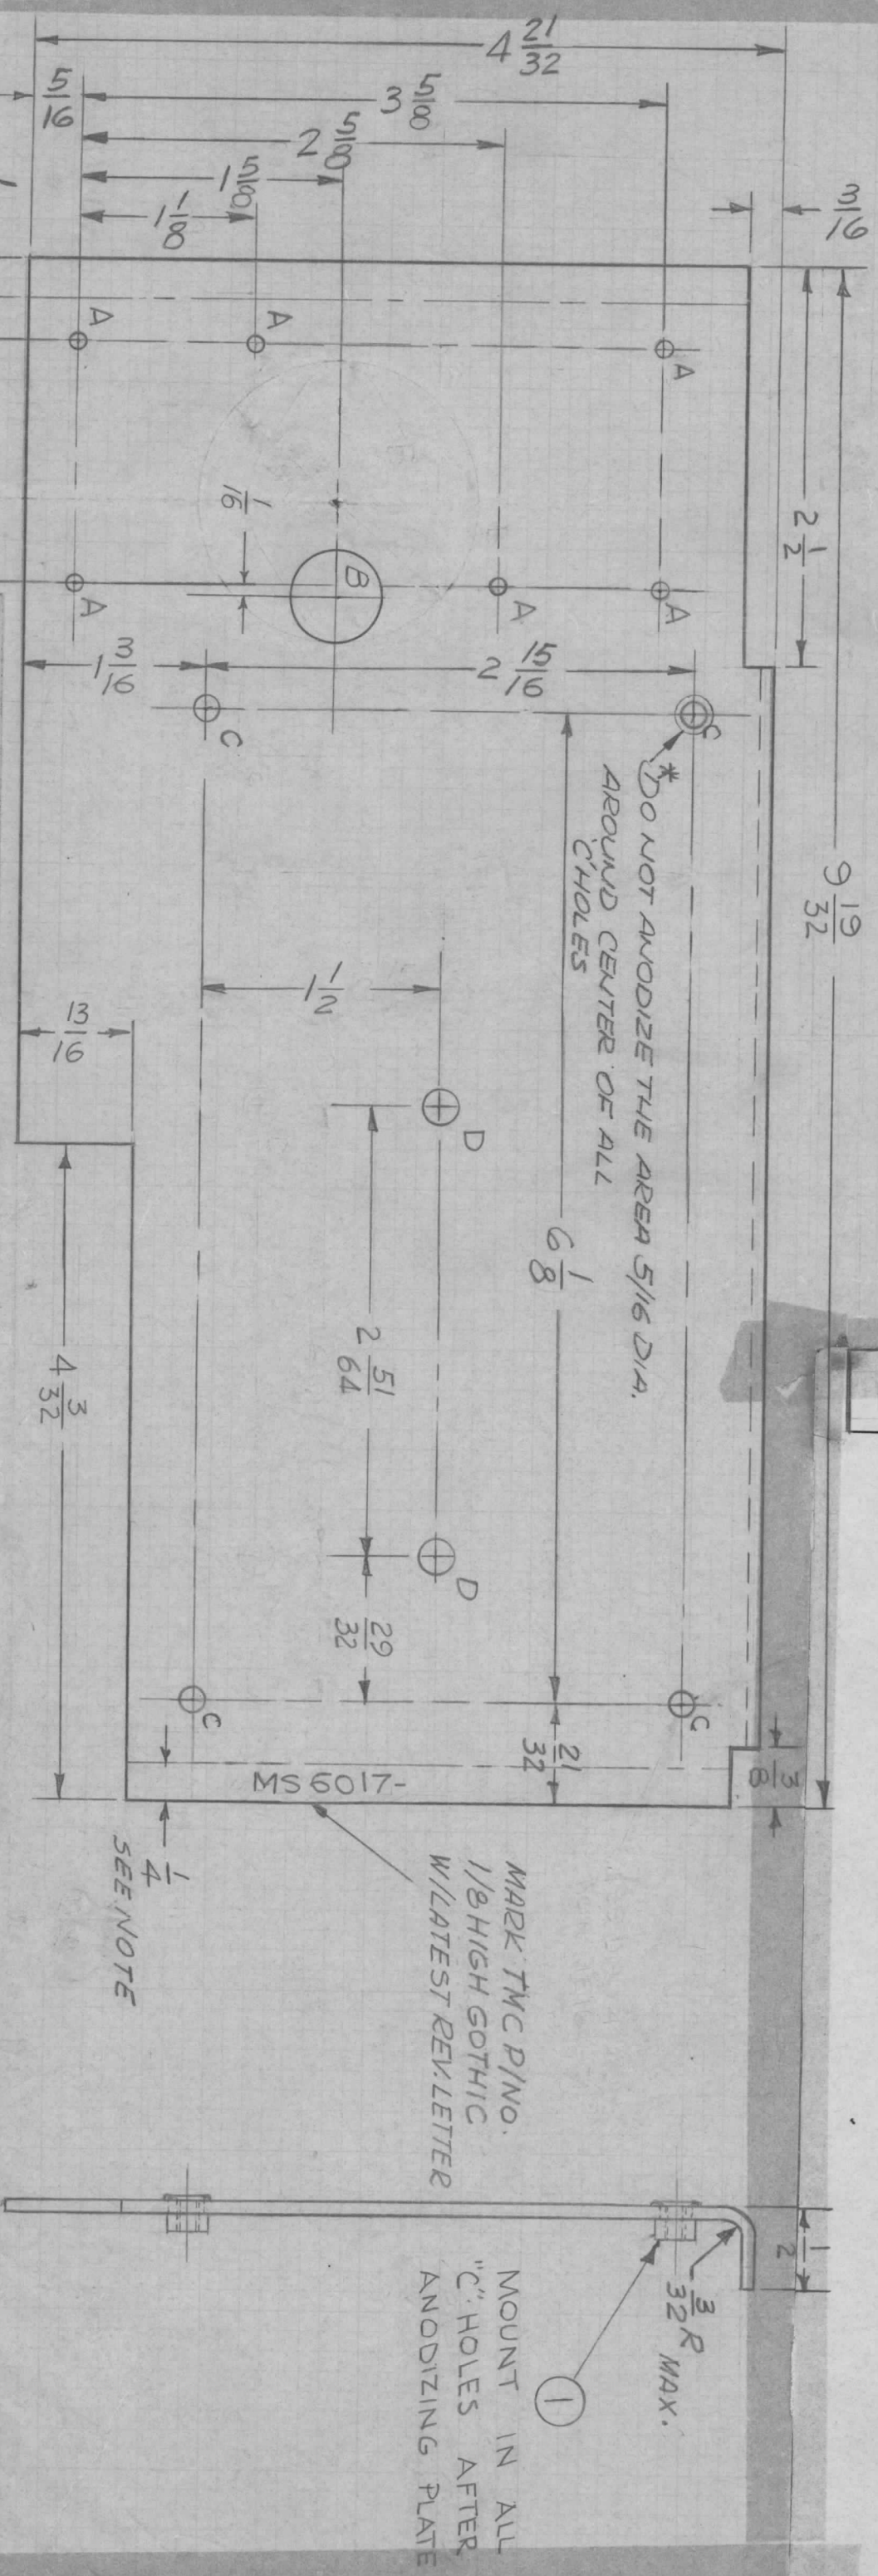 4 21/32
5/16
3 5/8
2 5/8
1 5/8
1 1/8
3/16
2 1/2
9 19/32
A
A
A
A
A
A
B
1/16
1 3/16
2 15/16
C
C
*DO NOT ANODIZE THE AREA 5/16 DIA.
AROUND CENTER OF ALL
'C' HOLES
1 1/2
13/16
D
6 1/8
2 51/64
4 3/32
D
29/32
C
C
21/32
3/8
MS 6017-
1/4
SEE NOTE
MARK TMC P/NO.
1/8 HIGH GOTHIC
W/LATEST REV. LETTER
1/2
3/32 R MAX.
1
MOUNT IN ALL
"C" HOLES AFTER
ANODIZING PLATE